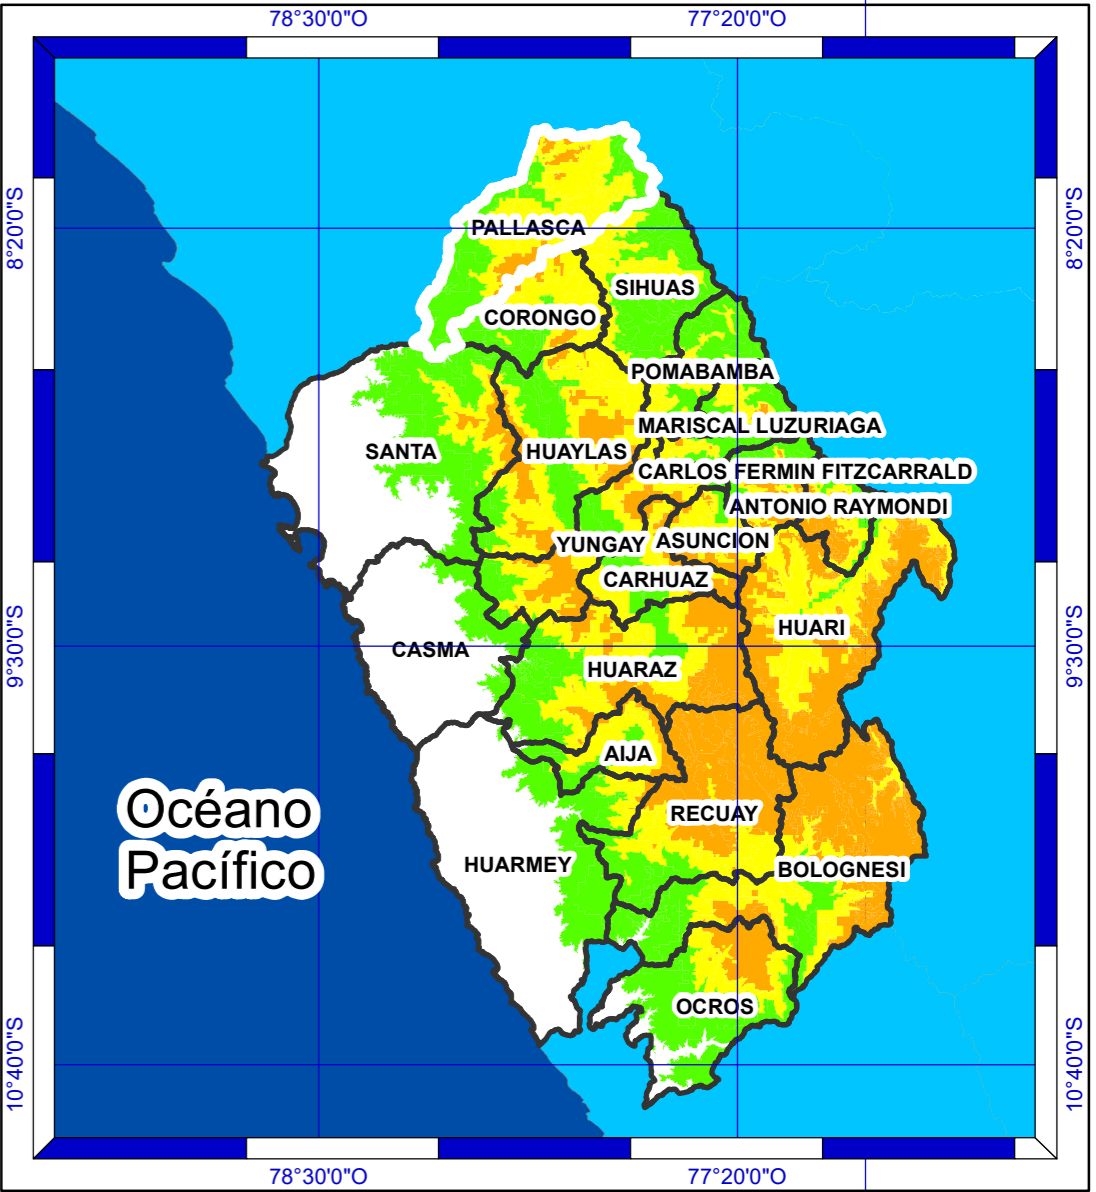 78°30'0"O
77°20'0"O
8°20'0"S
8°20'0"S
PALLASCA
SIHUAS
CORONGO
POMABAMBA
MARISCAL LUZURIAGA
SANTA
HUAYLAS
CARLOS FERMIN FITZCARRALD
ANTONIO RAYMONDI
YUNGAY
ASUNCION
CARHUAZ
HUARI
9°30'0"S
9°30'0"S
CASMA
HUARAZ
AIJA
Océano
Pacífico
RECUAY
HUARMEY
BOLOGNESI
OCROS
10°40'0"S
10°40'0"S
78°30'0"O
77°20'0"O